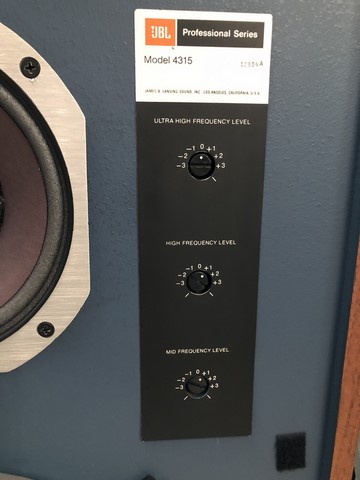 JBL Professional Series
Model 4315
JAMES B. LANSING SOUND, INC. LOS ANGELES, CALIFORNIA, U.S.A.
ULTRA HIGH FREQUENCY LEVEL
-3 -2 -1 0 +1 +2 +3
HIGH FREQUENCY LEVEL
-3 -2 -1 0 +1 +2 +3
MID FREQUENCY LEVEL
-3 -2 -1 0 +1 +2 +3